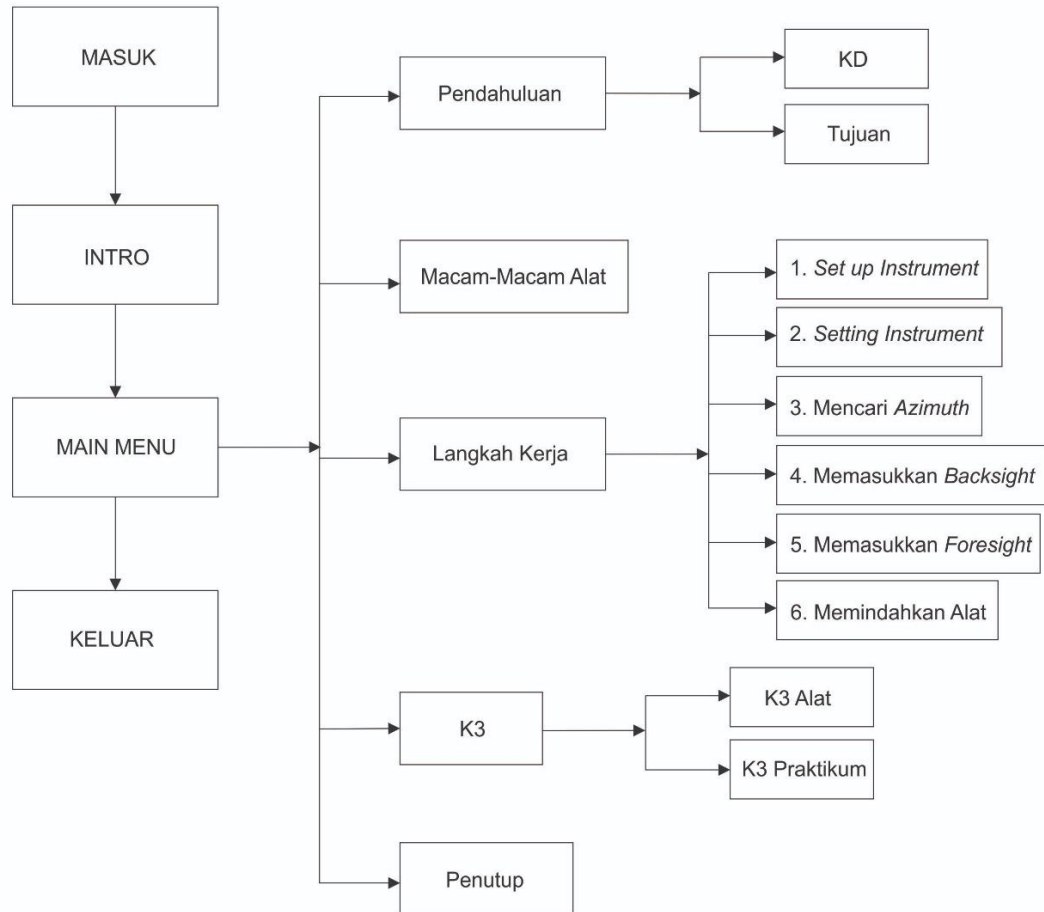 MASUK
INTRO
MAIN MENU
KELUAR
Pendahuluan
KD
Tujuan
Macam-Macam Alat
Langkah Kerja
1. Set up Instrument
2. Setting Instrument
3. Mencari Azimuth
4. Memasukkan Backsight
5. Memasukkan Foresight
6. Memindahkan Alat
K3
K3 Alat
K3 Praktikum
Penutup